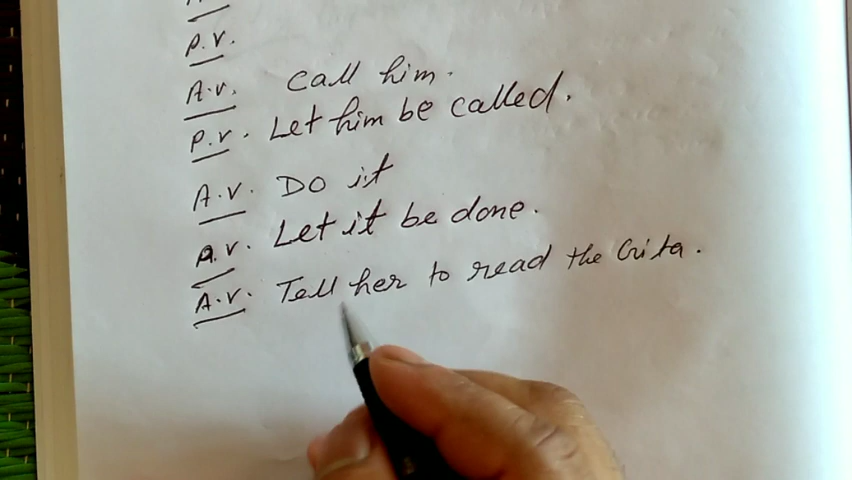 P.V.
A.V. Call him.
P.V. Let him be called.
A.V. Do it
P.V. Let it be done.
A.V. Tell her to read the Gita.